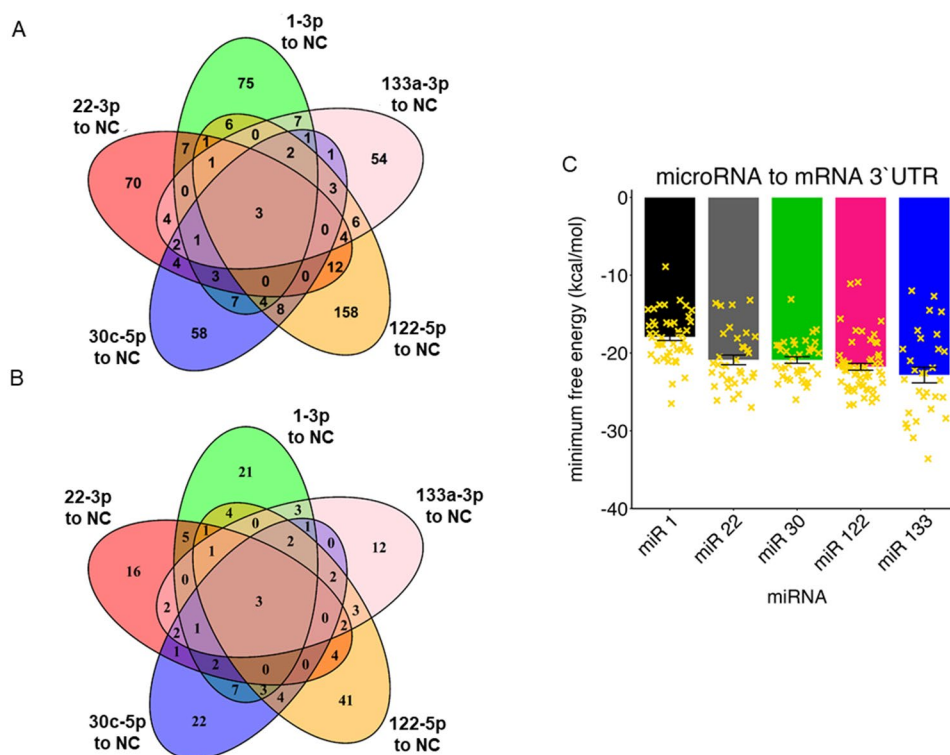 A
1-3p
to NC
133a-3p
to NC
22-3p
to NC
75
54
70
6
0
7
1
7
1
1
2
1
0
3
3
4
0
6
4
2
1
4
3
0
0
12
7
4
8
58
158
30c-5p
to NC
122-5p
to NC
B
1-3p
to NC
133a-3p
to NC
22-3p
to NC
21
12
16
4
0
3
1
5
1
1
2
0
0
2
3
2
0
3
2
2
1
1
2
0
0
4
7
3
4
22
41
30c-5p
to NC
122-5p
to NC
C
microRNA to mRNA 3`UTR
minimum free energy (kcal/mol)
0
-10
-20
-30
-40
miR 1
miR 22
miR 30
miR 122
miR 133
miRNA